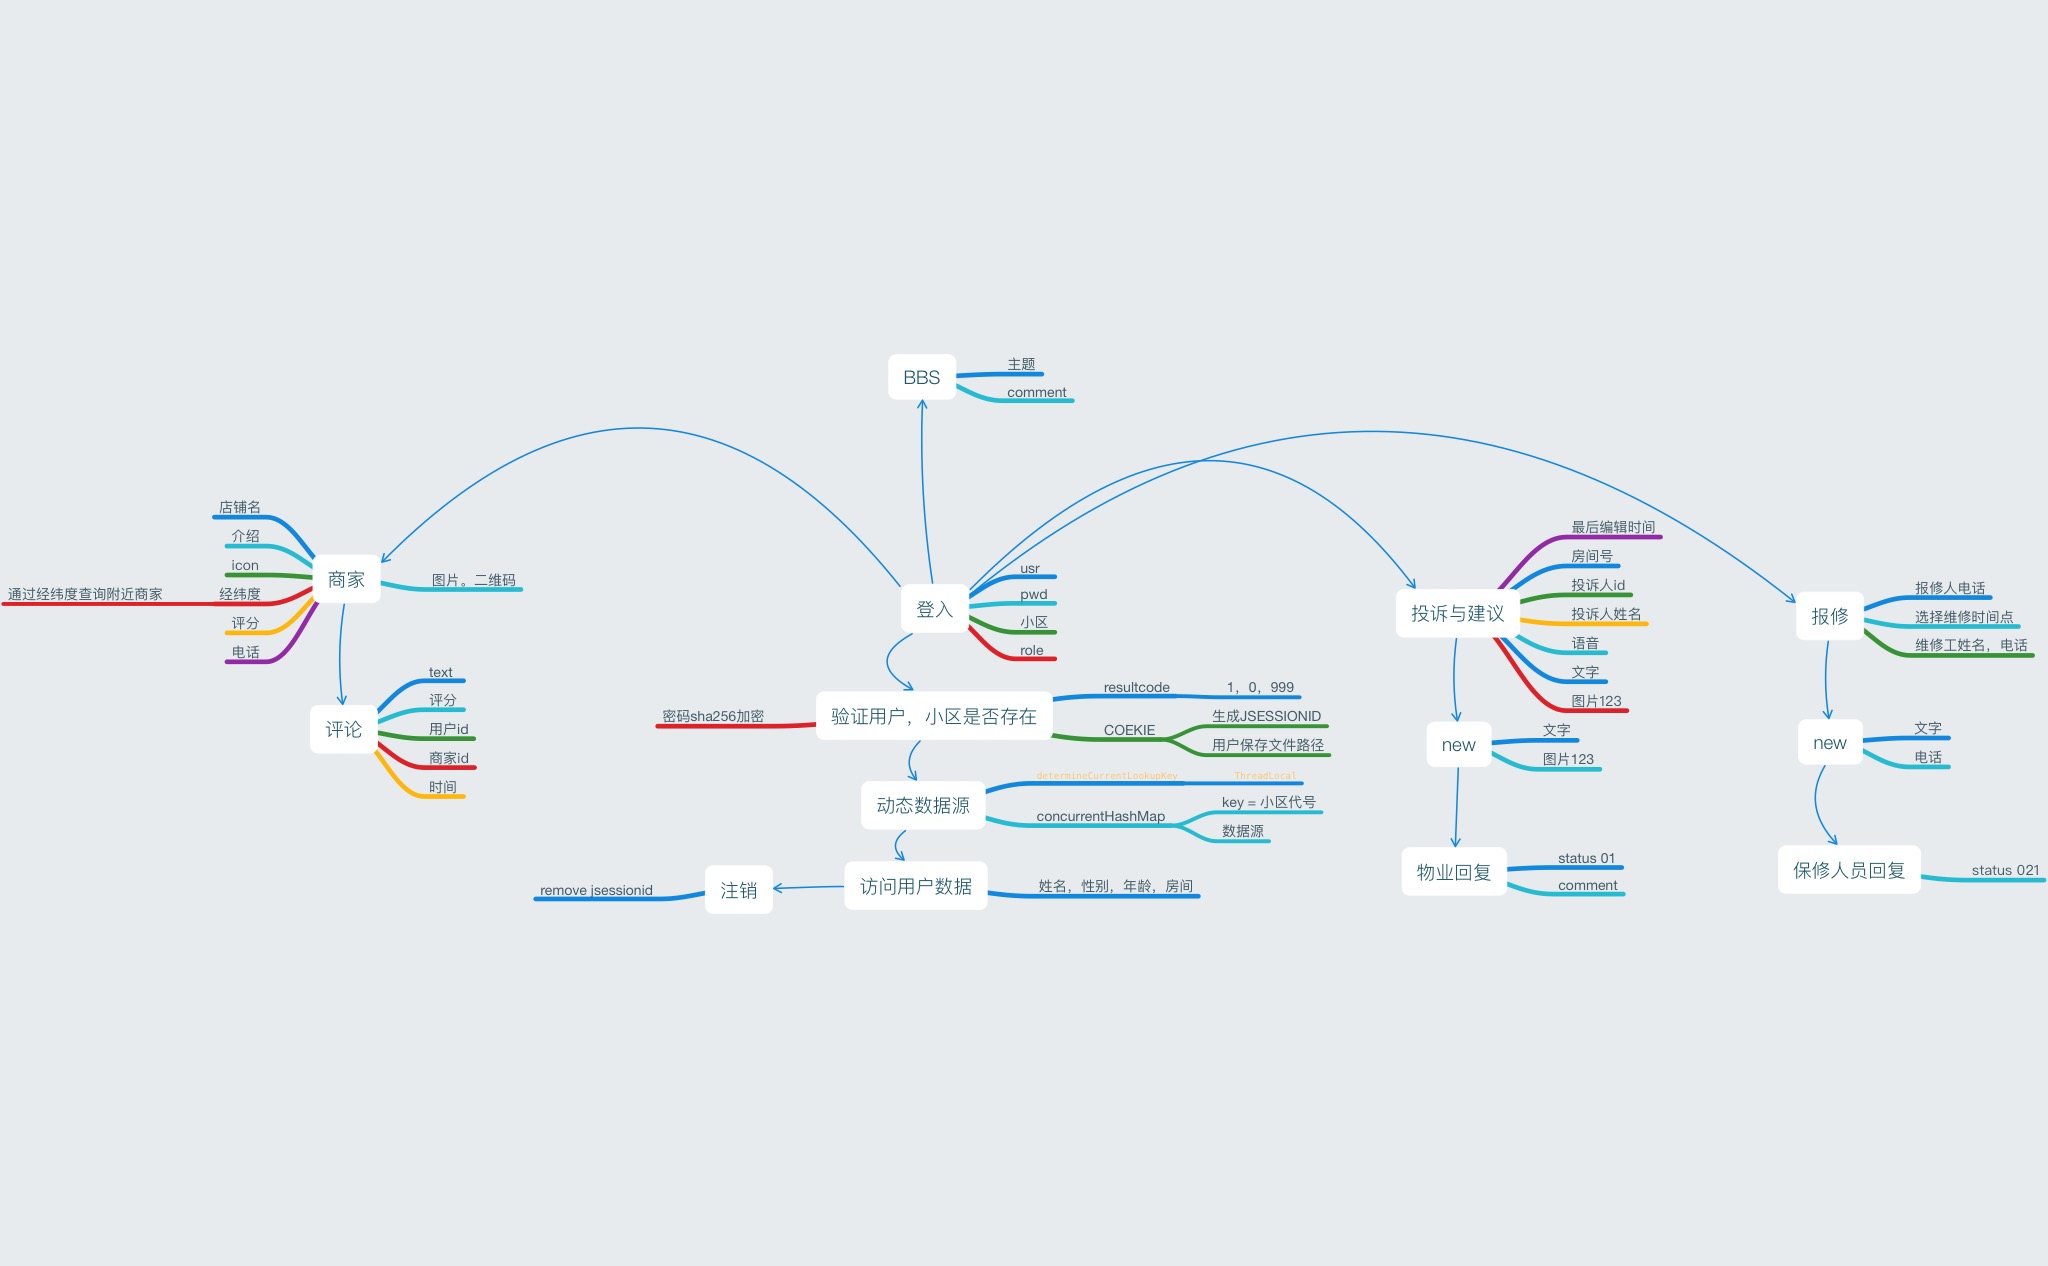 BBS
主题
comment
商家
店铺名
介绍
icon
经纬度
通过经纬度查询附近商家
评分
电话
图片。二维码
评论
text
评分
用户id
商家id
时间
登入
usr
pwd
小区
role
验证用户，小区是否存在
密码sha256加密
resultcode
1，0，999
COEKIE
生成JSESSIONID
用户保存文件路径
动态数据源
determineCurrentLookupKey
ThreadLocal
concurrentHashMap
key = 小区代号
数据源
访问用户数据
姓名，性别，年龄，房间
注销
remove jsessionid
投诉与建议
最后编辑时间
房间号
投诉人id
投诉人姓名
语音
文字
图片123
new
文字
图片123
物业回复
status 01
comment
报修
报修人电话
选择维修时间点
维修工姓名，电话
new
文字
电话
保修人员回复
status 021